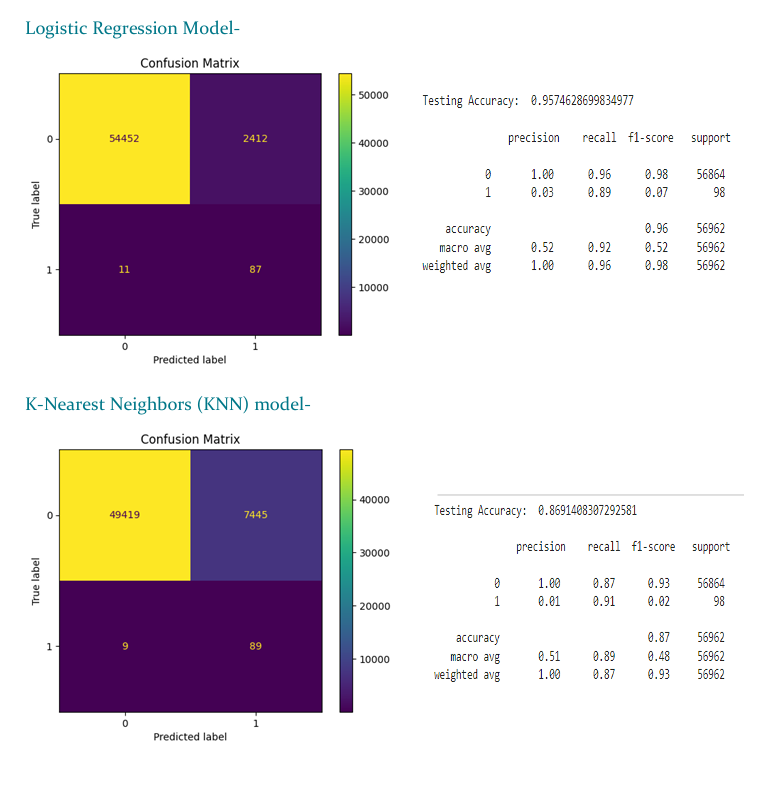 Logistic Regression Model-
Confusion Matrix
54452 2412
11 87
0
1
True label
0 1
Predicted label
50000
40000
30000
20000
10000
Testing Accuracy: 0.9574628699834977
precision recall f1-score support
0 1.00 0.96 0.98 56864
1 0.03 0.89 0.07 98
accuracy 0.96 56962
macro avg 0.52 0.92 0.52 56962
weighted avg 1.00 0.96 0.98 56962
K-Nearest Neighbors (KNN) model-
Confusion Matrix
49419 7445
9 89
0
1
True label
0 1
Predicted label
40000
30000
20000
10000
Testing Accuracy: 0.8691408307292581
precision recall f1-score support
0 1.00 0.87 0.93 56864
1 0.01 0.91 0.02 98
accuracy 0.87 56962
macro avg 0.51 0.89 0.48 56962
weighted avg 1.00 0.87 0.93 56962